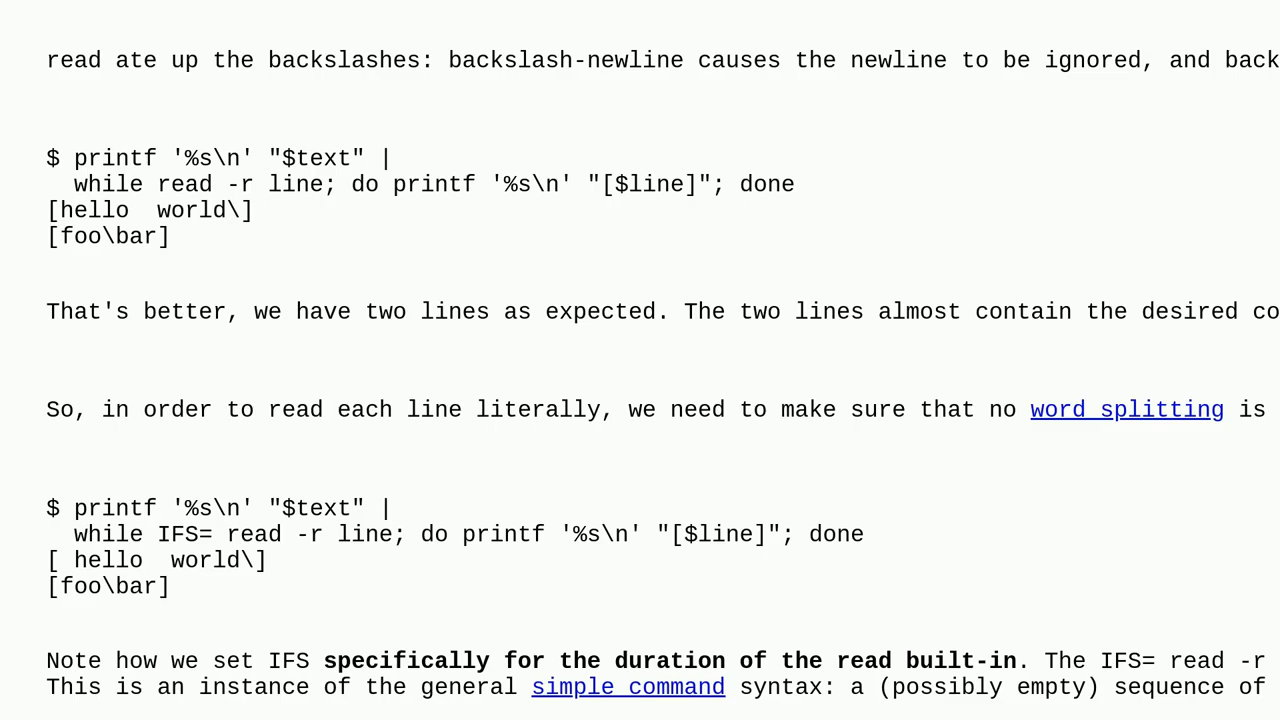 read ate up the backslashes: backslash-newline causes the newline to be ignored, and back
$ printf '%s\n' "$text" |
  while read -r line; do printf '%s\n' "[$line]"; done
[hello  world\]
[foo\bar]
That's better, we have two lines as expected. The two lines almost contain the desired co
So, in order to read each line literally, we need to make sure that no word splitting is
$ printf '%s\n' "$text" |
  while IFS= read -r line; do printf '%s\n' "[$line]"; done
[ hello  world\]
[foo\bar]
Note how we set IFS specifically for the duration of the read built-in. The IFS= read -r
This is an instance of the general simple command syntax: a (possibly empty) sequence of